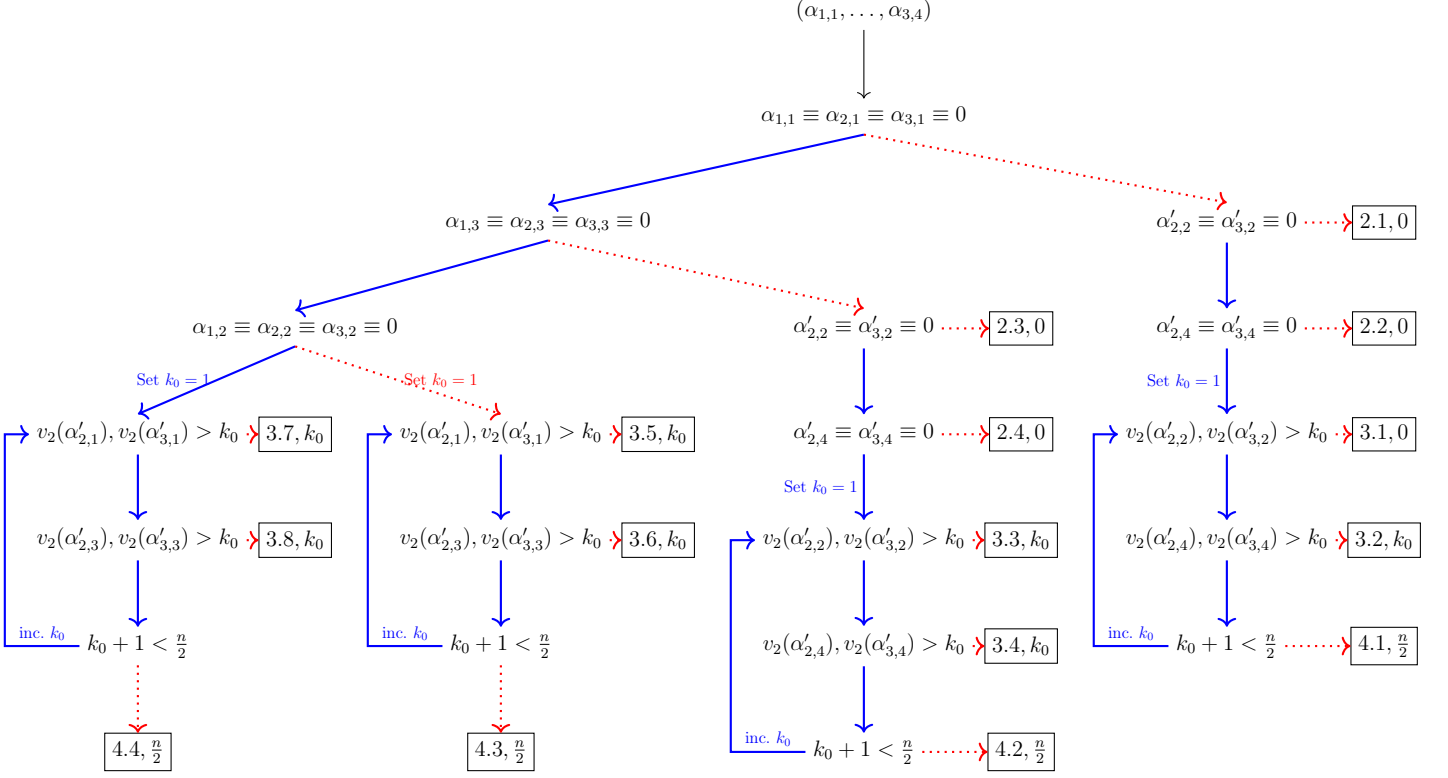 (α_{1,1}, …, α_{3,4})
α_{1,1} ≡ α_{2,1} ≡ α_{3,1} ≡ 0
α_{1,3} ≡ α_{2,3} ≡ α_{3,3} ≡ 0
α′_{2,2} ≡ α′_{3,2} ≡ 0
2.1, 0
α_{1,2} ≡ α_{2,2} ≡ α_{3,2} ≡ 0
α′_{2,2} ≡ α′_{3,2} ≡ 0
2.3, 0
α′_{2,4} ≡ α′_{3,4} ≡ 0
2.2, 0
Set k_0 = 1
Set k_0 = 1
Set k_0 = 1
v_2(α′_{2,1}), v_2(α′_{3,1}) > k_0
3.7, k_0
v_2(α′_{2,1}), v_2(α′_{3,1}) > k_0
3.5, k_0
α′_{2,4} ≡ α′_{3,4} ≡ 0
2.4, 0
v_2(α′_{2,2}), v_2(α′_{3,2}) > k_0
3.1, 0
Set k_0 = 1
v_2(α′_{2,3}), v_2(α′_{3,3}) > k_0
3.8, k_0
v_2(α′_{2,3}), v_2(α′_{3,3}) > k_0
3.6, k_0
v_2(α′_{2,2}), v_2(α′_{3,2}) > k_0
3.3, k_0
v_2(α′_{2,4}), v_2(α′_{3,4}) > k_0
3.2, k_0
inc. k_0
k_0 + 1 < n/2
inc. k_0
k_0 + 1 < n/2
v_2(α′_{2,4}), v_2(α′_{3,4}) > k_0
3.4, k_0
inc. k_0
k_0 + 1 < n/2
4.1, n/2
4.4, n/2
4.3, n/2
inc. k_0
k_0 + 1 < n/2
4.2, n/2